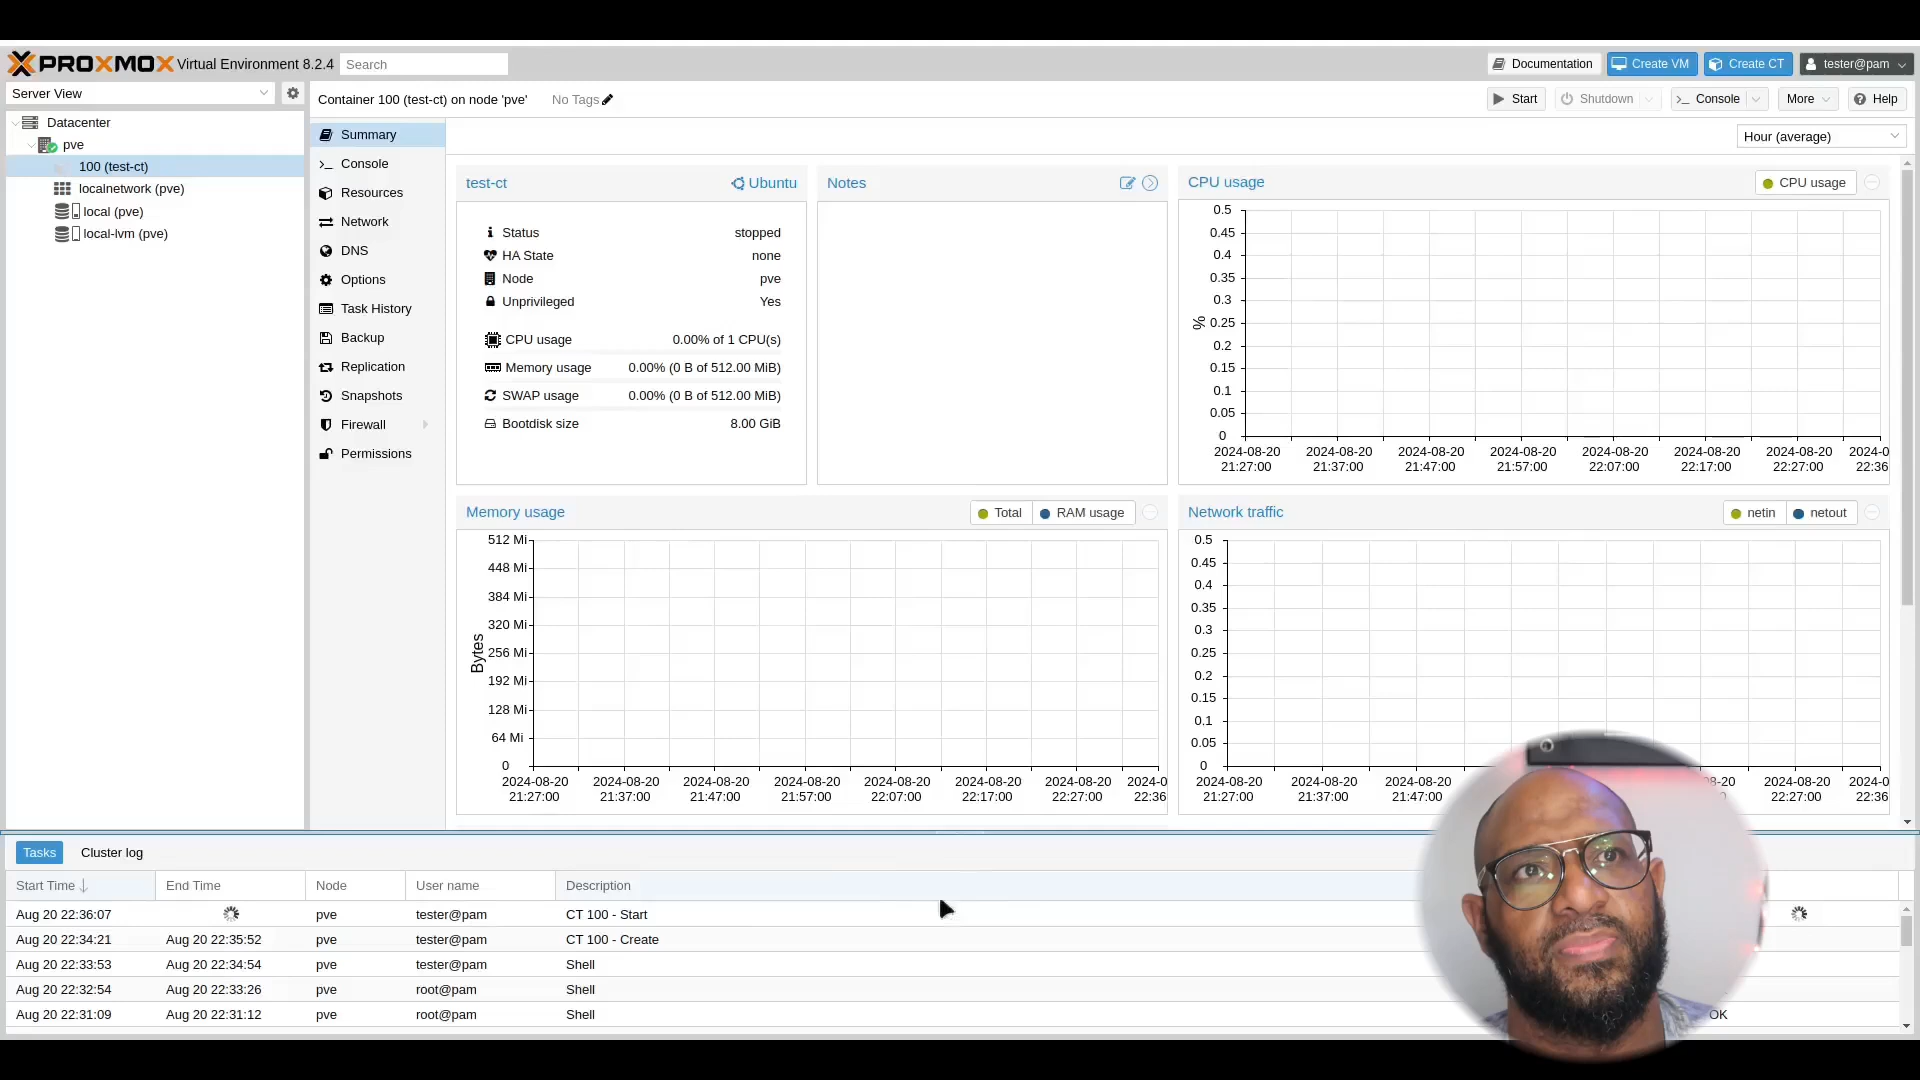 PROXMOX Virtual Environment 8.2.4 Search Documentation Create VM Create CT tester@pam
Server View
Container 100 (test-ct) on node 'pve' No Tags Start Shutdown Console More Help
Datacenter
pve
100 (test-ct)
localnetwork (pve)
local (pve)
local-lvm (pve)
Summary
Console
Resources
Network
DNS
Options
Task History
Backup
Replication
Snapshots
Firewall
Permissions
Hour (average)
test-ct Ubuntu
Status stopped
HA State none
Node pve
Unprivileged Yes
CPU usage 0.00% of 1 CPU(s)
Memory usage 0.00% (0 B of 512.00 MiB)
SWAP usage 0.00% (0 B of 512.00 MiB)
Bootdisk size 8.00 GiB
Notes
CPU usage CPU usage
0.5
0.45
0.4
0.35
0.3
0.25
0.2
0.15
0.1
0.05
0
%
2024-08-20 2024-08-20 2024-08-20 2024-08-20 2024-08-20 2024-08-20 2024-08-20 2024-0
21:27:00 21:37:00 21:47:00 21:57:00 22:07:00 22:17:00 22:27:00 22:36
Memory usage Total RAM usage
512 Mi
448 Mi
384 Mi
320 Mi
256 Mi
192 Mi
128 Mi
64 Mi
0
Bytes
2024-08-20 2024-08-20 2024-08-20 2024-08-20 2024-08-20 2024-08-20 2024-08-20 2024-0
21:27:00 21:37:00 21:47:00 21:57:00 22:07:00 22:17:00 22:27:00 22:36
Network traffic netin netout
0.5
0.45
0.4
0.35
0.3
0.25
0.2
0.15
0.1
0.05
0
2024-08-20 2024-08-20 2024-08-20 8-20 2024-08-20 2024-0
21:27:00 21:37:00 21:47:00 22:27:00 22:36
Tasks Cluster log
Start Time End Time Node User name Description
Aug 20 22:36:07 pve tester@pam CT 100 - Start
Aug 20 22:34:21 Aug 20 22:35:52 pve tester@pam CT 100 - Create
Aug 20 22:33:53 Aug 20 22:34:54 pve tester@pam Shell
Aug 20 22:32:54 Aug 20 22:33:26 pve root@pam Shell
Aug 20 22:31:09 Aug 20 22:31:12 pve root@pam Shell OK